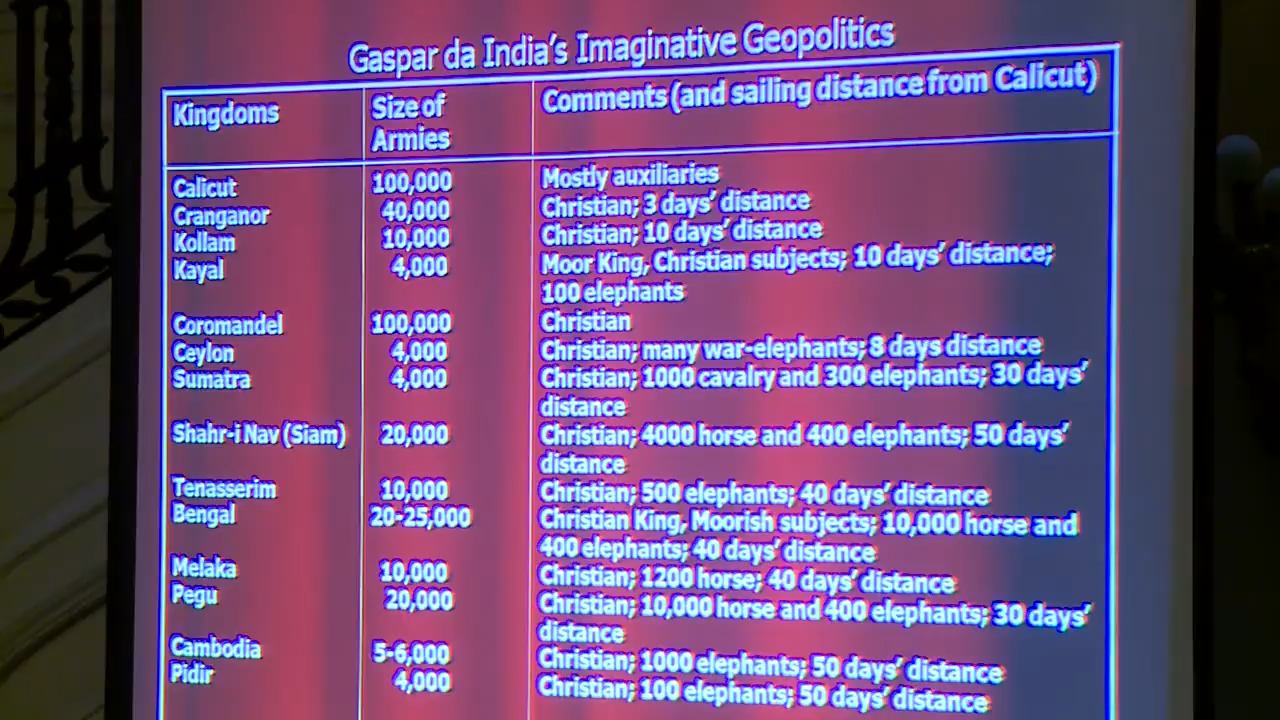 Gaspar da India's Imaginative Geopolitics
Kingdoms Size of Comments (and sailing distance from Calicut)
Armies
Calicut 100,000 Mostly auxiliaries
Cranganor 40,000 Christian; 3 days' distance
Kollam 10,000 Christian; 10 days' distance
Kayal 4,000 Moor King, Christian subjects; 10 days' distance;
100 elephants
Coromandel 100,000 Christian
Ceylon 4,000 Christian; many war-elephants; 8 days distance
Sumatra 4,000 Christian; 1000 cavalry and 300 elephants; 30 days'
distance
Shahr-i Nav (Siam) 20,000 Christian; 4000 horse and 400 elephants; 50 days'
distance
Tenasserim 10,000 Christian; 500 elephants; 40 days' distance
Bengal 20-25,000 Christian King, Moorish subjects; 10,000 horse and
400 elephants; 40 days' distance
Melaka 10,000 Christian; 1200 horse; 40 days' distance
Pegu 20,000 Christian; 10,000 horse and 400 elephants; 30 days'
distance
Cambodia 5-6,000 Christian; 1000 elephants; 50 days' distance
Pidir 4,000 Christian; 100 elephants; 50 days' distance